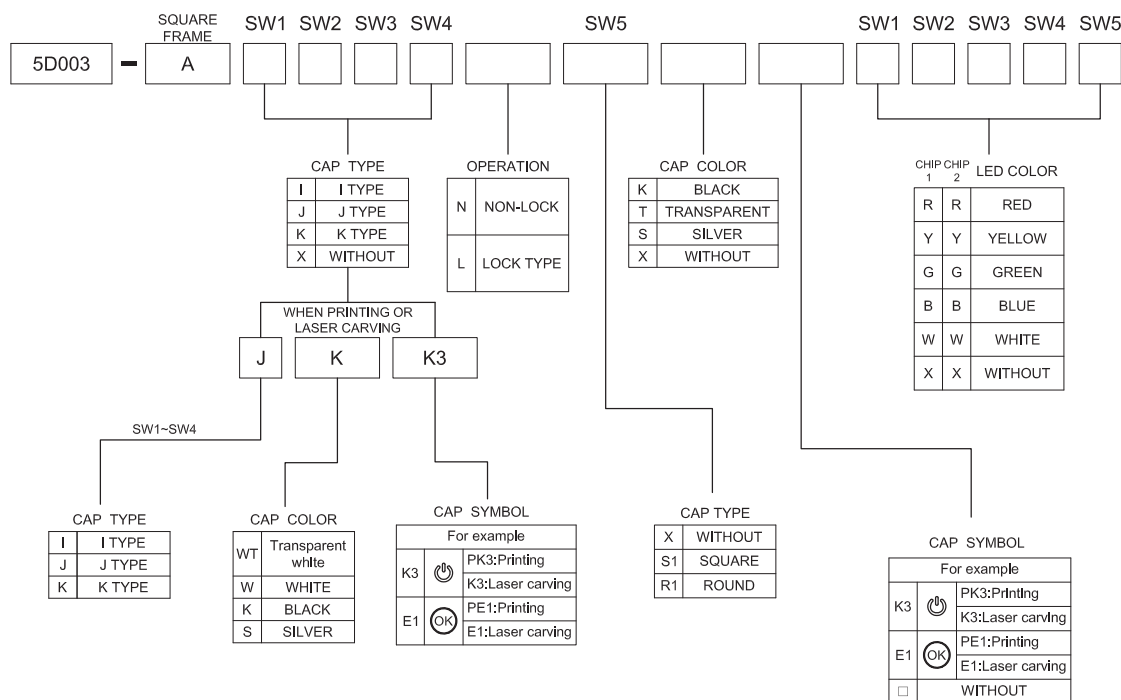 SQUARE FRAME SW1 SW2 SW3 SW4 SW5 SW1 SW2 SW3 SW4 SW5
5D003 - A
CAP TYPE
I I TYPE
J J TYPE
K K TYPE
X WITHOUT
OPERATION
N NON-LOCK
L LOCK TYPE
CAP COLOR
K BLACK
T TRANSPARENT
S SILVER
X WITHOUT
CHIP 1 CHIP 2 LED COLOR
R R RED
Y Y YELLOW
G G GREEN
B B BLUE
W W WHITE
X X WITHOUT
WHEN PRINTING OR
LASER CARVING
J K K3
SW1~SW4
CAP TYPE
I I TYPE
J J TYPE
K K TYPE
CAP COLOR
WT Transparent white
W WHITE
K BLACK
S SILVER
CAP SYMBOL
For example
K3 PK3:Printing
K3:Laser carving
E1 OK PE1:Printing
E1:Laser carving
CAP TYPE
X WITHOUT
S1 SQUARE
R1 ROUND
CAP SYMBOL
For example
K3 PK3:Printing
K3:Laser carving
E1 OK PE1:Printing
E1:Laser carving
□ WITHOUT